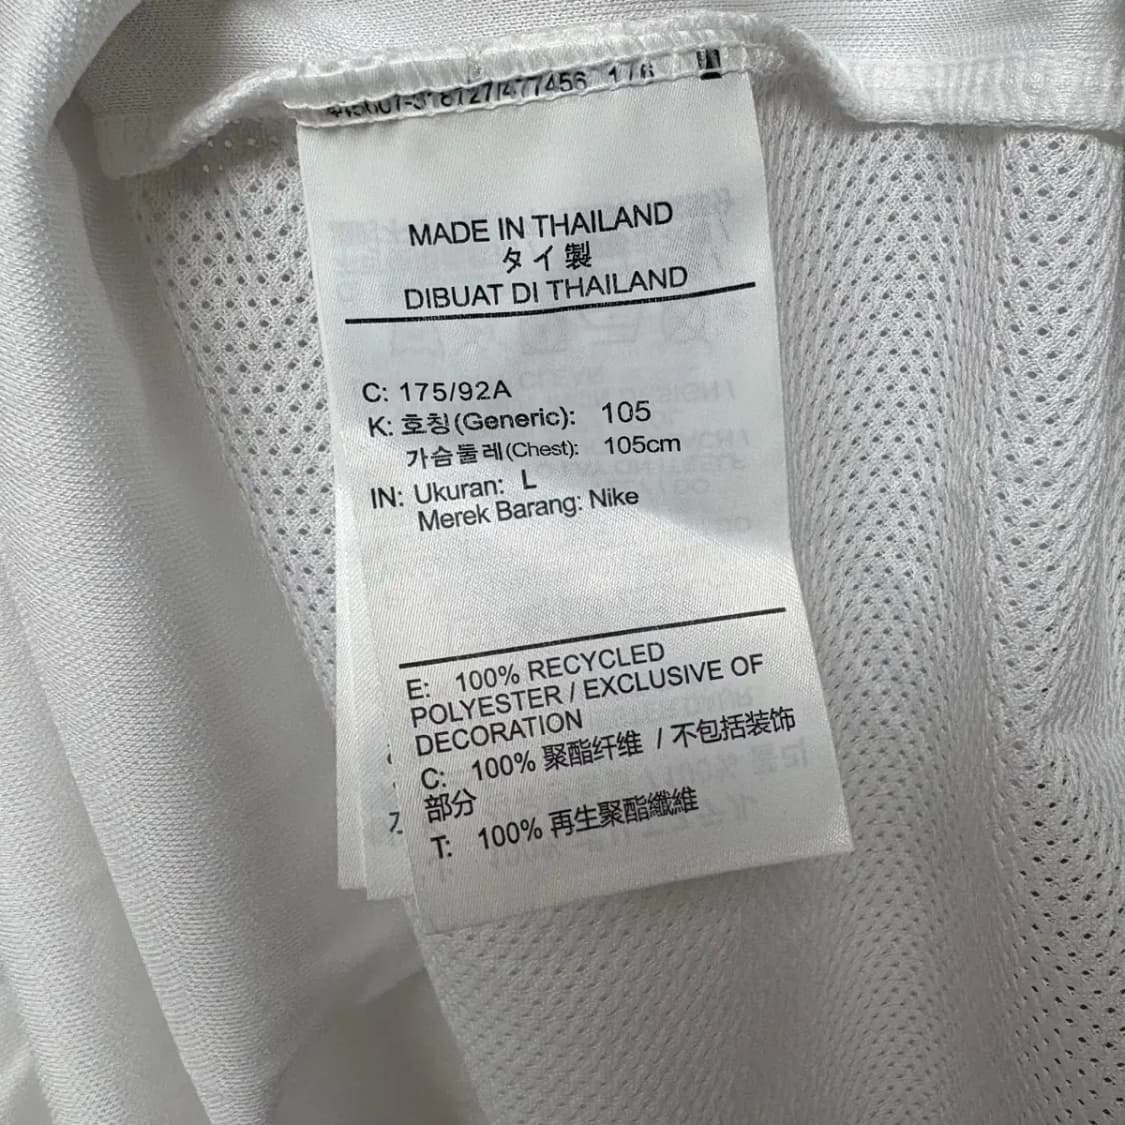 MADE IN THAILAND
タイ製
DIBUAT DI THAILAND
C: 175/92A
K: 호칭(Generic): 105
가슴둘레(Chest): 105cm
IN: Ukuran: L
Merek Barang: Nike
E: 100% RECYCLED
POLYESTER / EXCLUSIVE OF
DECORATION
C: 100% 聚酯纤维 / 不包括装饰
部分
T: 100% 再生聚酯纖維